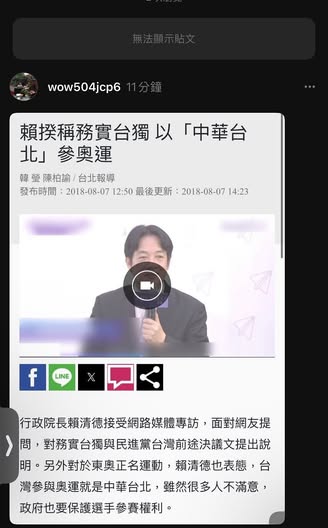 無法顯示貼文
wow504jcp6 11分鐘
賴揆稱務實台獨 以「中華台
北」參奧運
韓 瑩 陳柏諭 / 台北報導
發布時間：2018-08-07 12:50 最後更新：2018-08-07 14:23
LINE
行政院長賴清德接受網路媒體專訪，面對網友提
問，對務實台獨與民進黨台灣前途決議文提出說
明。另外對於東奧正名運動，賴清德也表態，台
灣參與奧運就是中華台北，雖然很多人不滿意，
政府也要保護選手參賽權利。